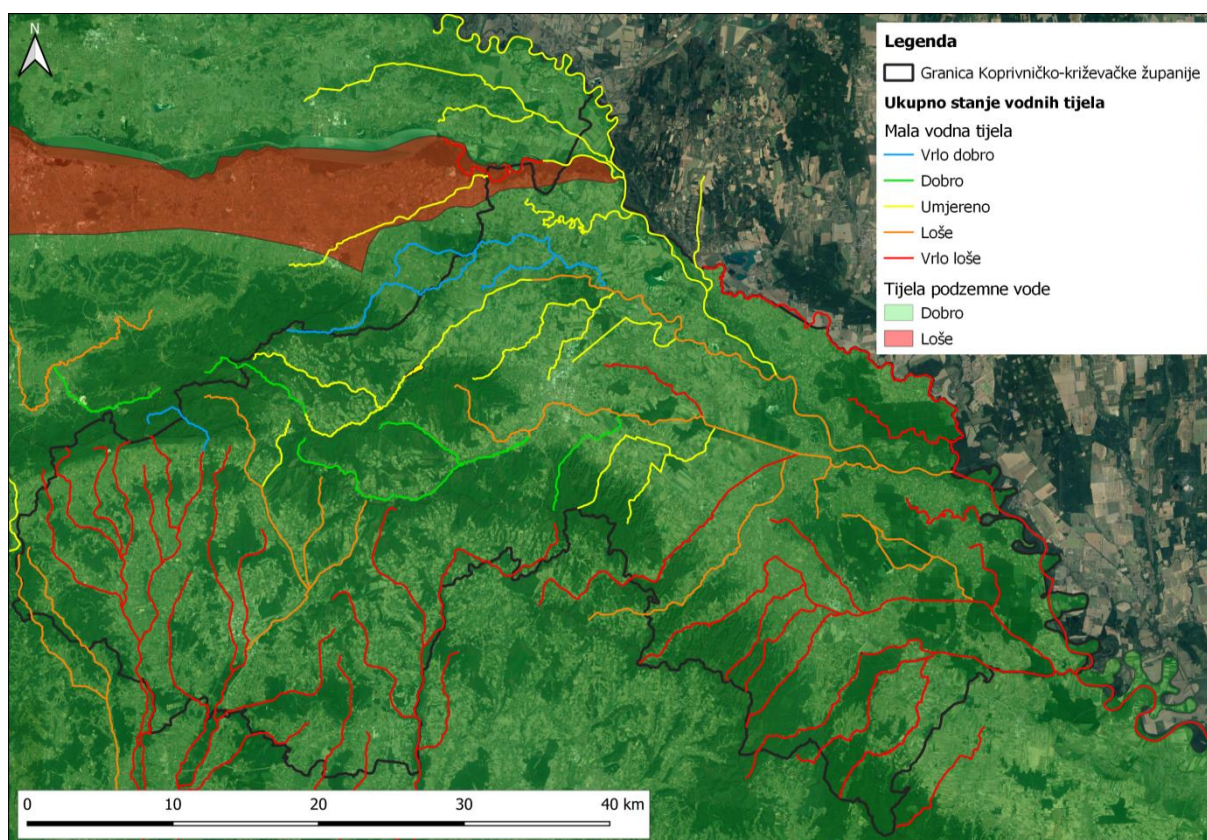 N
Legenda
Granica Koprivničko-križevačke županije
Ukupno stanje vodnih tijela
Mala vodna tijela
Vrlo dobro
Dobro
Umjereno
Loše
Vrlo loše
Tijela podzemne vode
Dobro
Loše
0 10 20 30 40 km